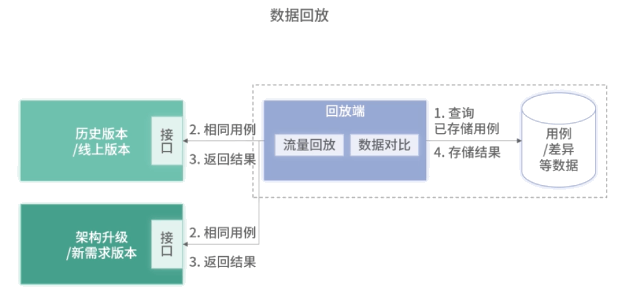 数据回放
回放端
流量回放
数据对比
历史版本
/线上版本
接口
2. 相同用例
3. 返回结果
1. 查询
已存储用例
4. 存储结果
用例
/差异
等数据
架构升级
/新需求版本
接口
2. 相同用例
3. 返回结果